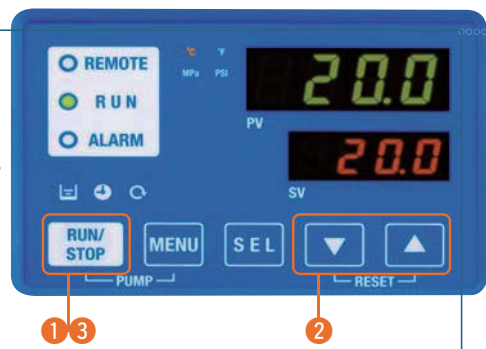 REMOTE
RUN
ALARM
°C °F
MPa PSI
20.0
PV
20.0
SV
RUN/
STOP
MENU
SEL
▼
▲
PUMP
RESET
1 3
2